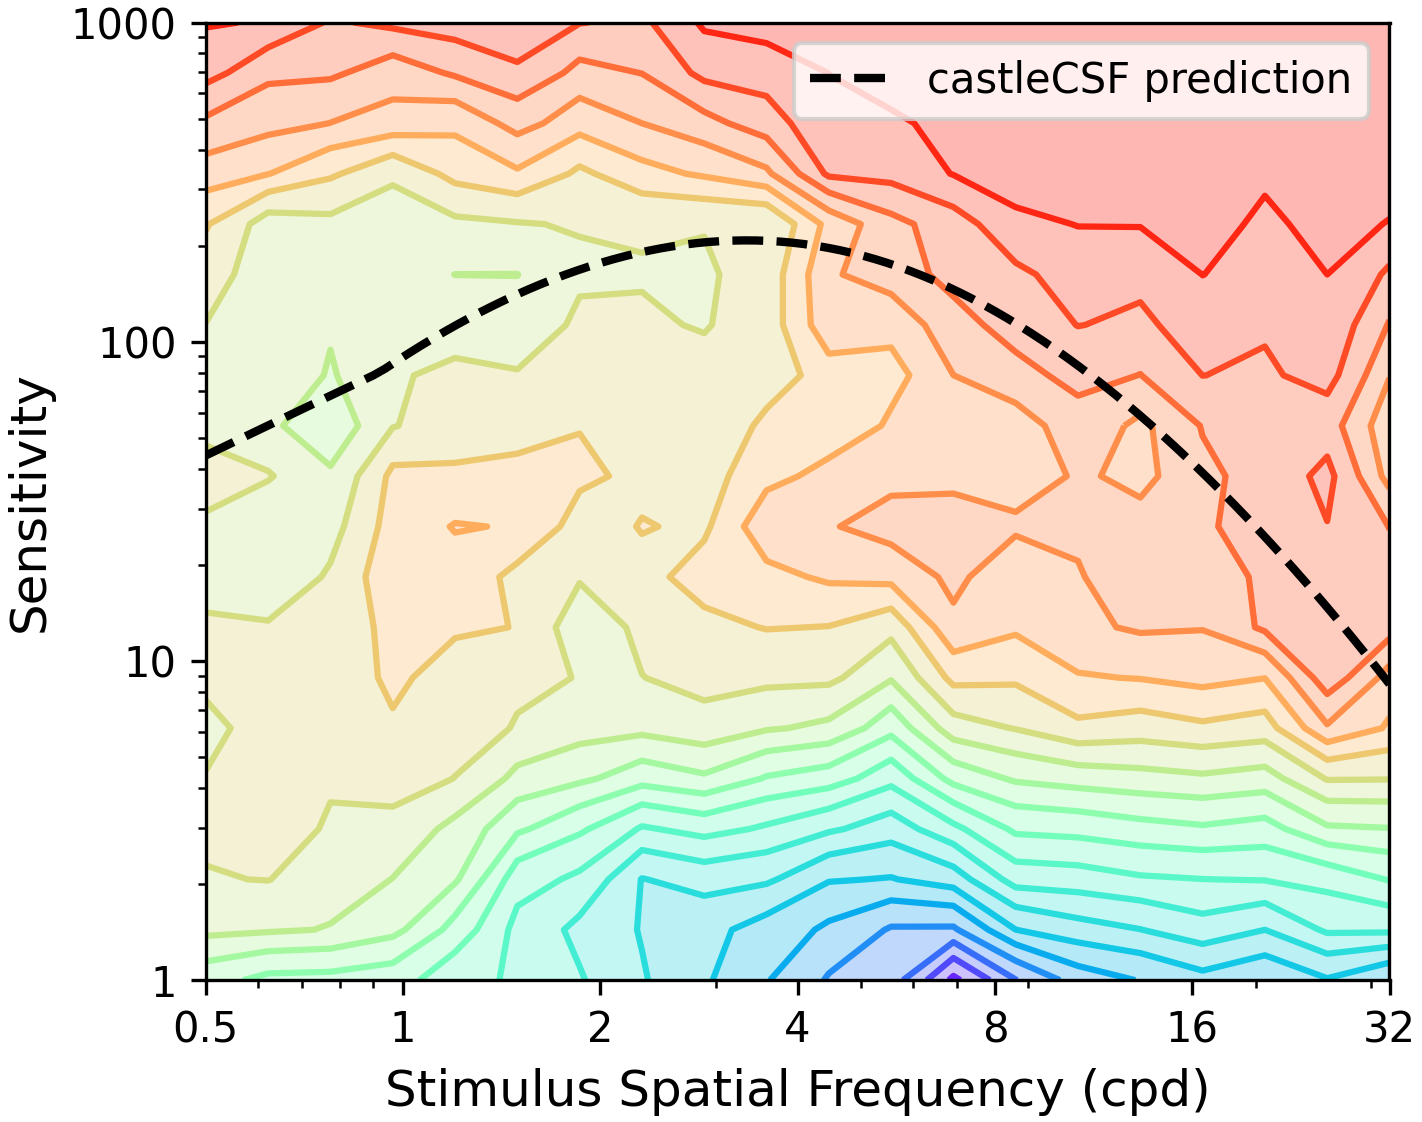 1000
castleCSF prediction
100
Sensitivity
10
1
0.5 1 2 4 8 16 32
Stimulus Spatial Frequency (cpd)